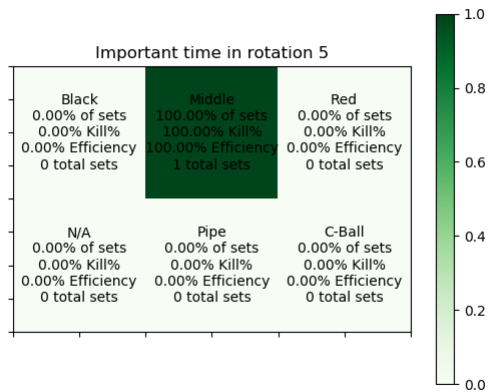 Important time in rotation 5
Black
0.00% of sets
0.00% Kill%
0.00% Efficiency
0 total sets
Middle
100.00% of sets
100.00% Kill%
100.00% Efficiency
1 total sets
Red
0.00% of sets
0.00% Kill%
0.00% Efficiency
0 total sets
N/A
0.00% of sets
0.00% Kill%
0.00% Efficiency
0 total sets
Pipe
0.00% of sets
0.00% Kill%
0.00% Efficiency
0 total sets
C-Ball
0.00% of sets
0.00% Kill%
0.00% Efficiency
0 total sets
1.0
0.8
0.6
0.4
0.2
0.0